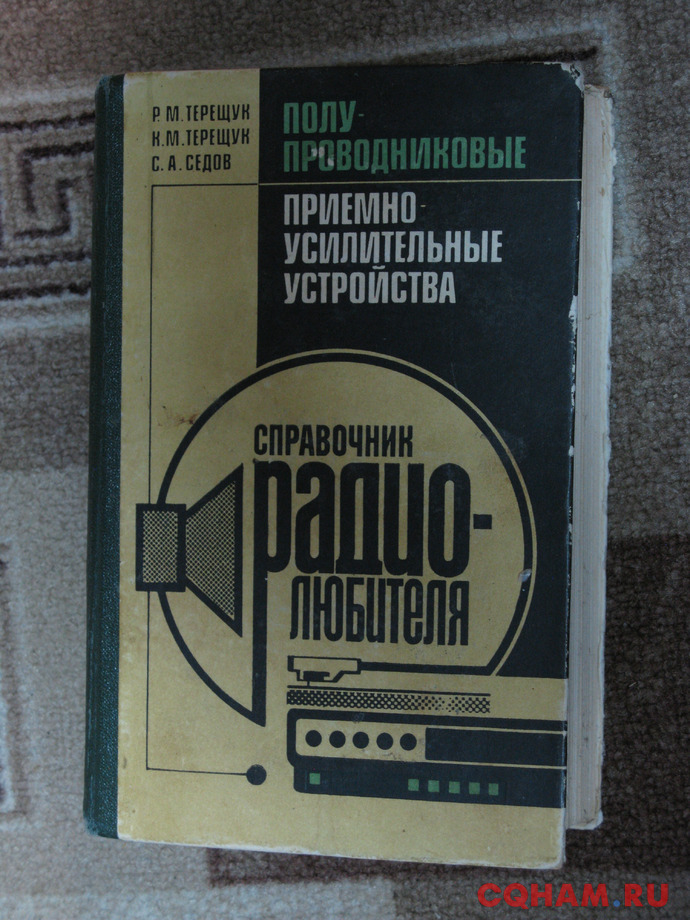 Р. М. ТЕРЕЩУК
К. М. ТЕРЕЩУК
С. А. СЕДОВ
ПОЛУ-
ПРОВОДНИКОВЫЕ
ПРИЕМНО-
УСИЛИТЕЛЬНЫЕ
УСТРОЙСТВА
СПРАВОЧНИК
РАДИО-
ЛЮБИТЕЛЯ
CQHAM.RU